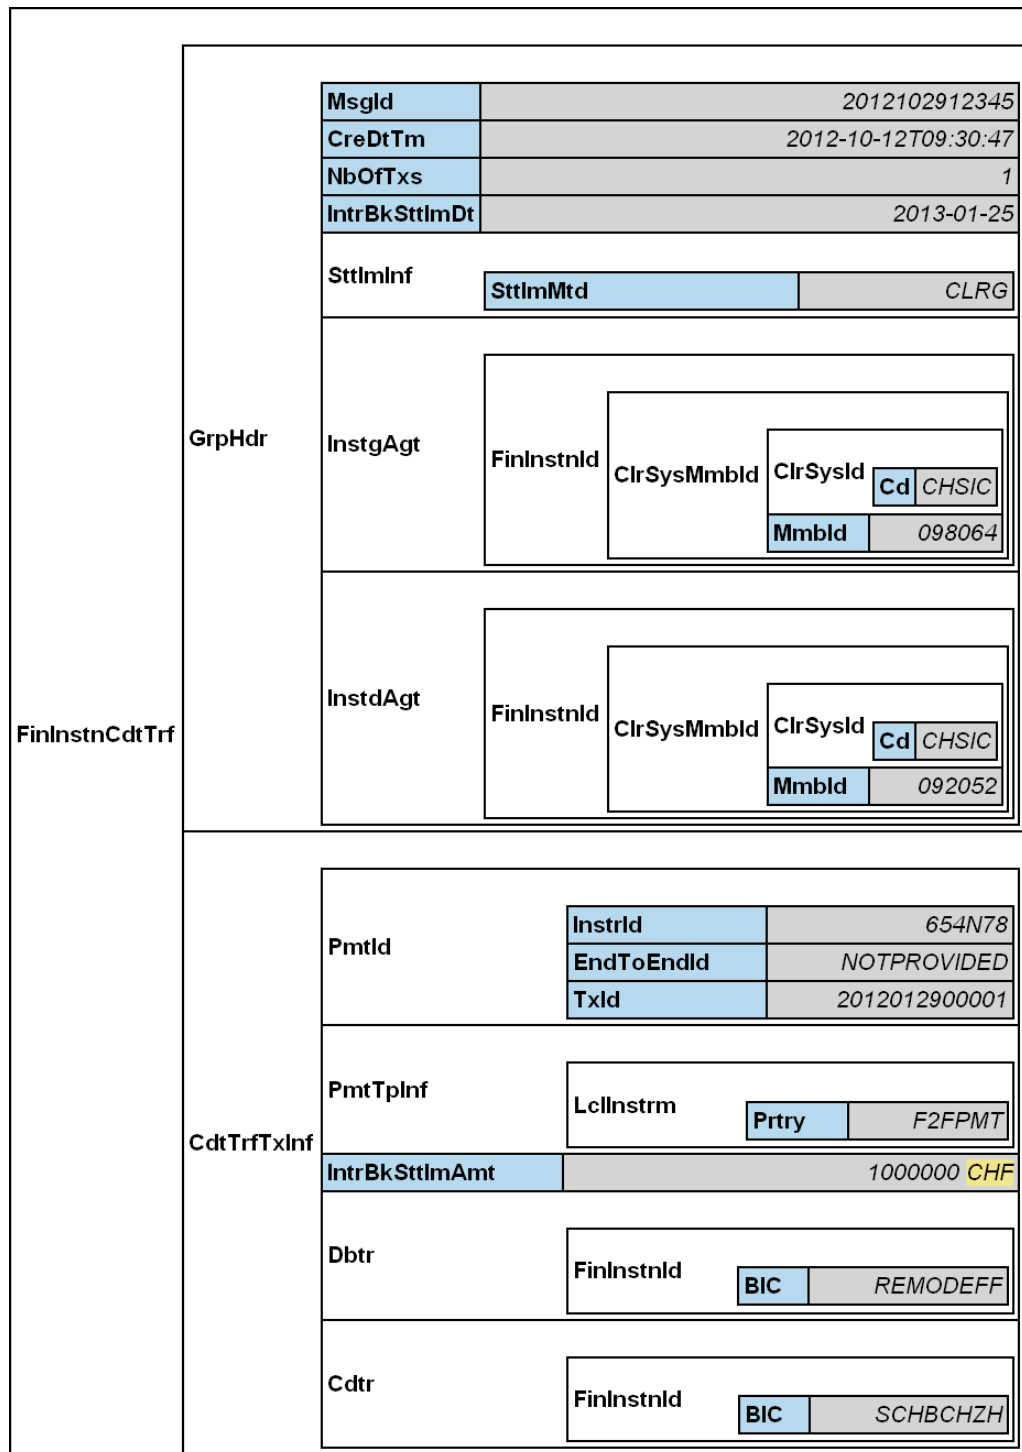 MsgId 2012102912345
CreDtTm 2012-10-12T09:30:47
NbOfTxs 1
IntrBkSttlmDt 2013-01-25
SttlmInf
SttlmMtd CLRG
GrpHdr
InstgAgt
FinInstnId
ClrSysMmbId
ClrSysId
Cd CHSIC
MmbId 098064
InstdAgt
FinInstnId
ClrSysMmbId
ClrSysId
Cd CHSIC
MmbId 092052
FinInstnCdtTrf
PmtId
InstrId 654N78
EndToEndId NOTPROVIDED
TxId 2012012900001
PmtTpInf
LclInstrm
Prtry F2FPMT
CdtTrfTxInf
IntrBkSttlmAmt 1000000 CHF
Dbtr
FinInstnId
BIC REMODEFF
Cdtr
FinInstnId
BIC SCHBCHZH